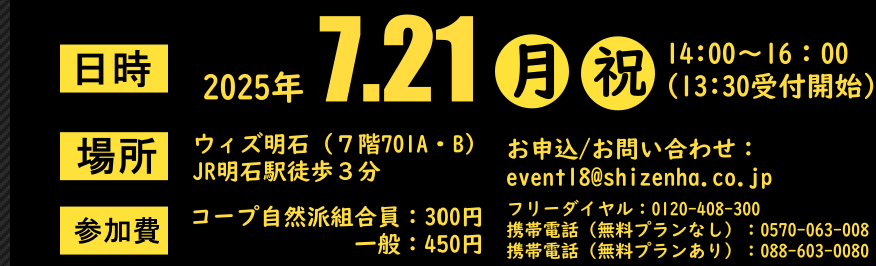 日時
2025年 7.21 月 祝
14:00〜16：00
(13:30受付開始)
場所
ウィズ明石（７階701A・B）
JR明石駅徒歩３分
お申込/お問い合わせ：
event18@shizenha.co.jp
参加費
コープ自然派組合員：300円
一般：450円
フリーダイヤル：0120-408-300
携帯電話（無料プランなし）：0570-063-008
携帯電話（無料プランあり）：088-603-0080